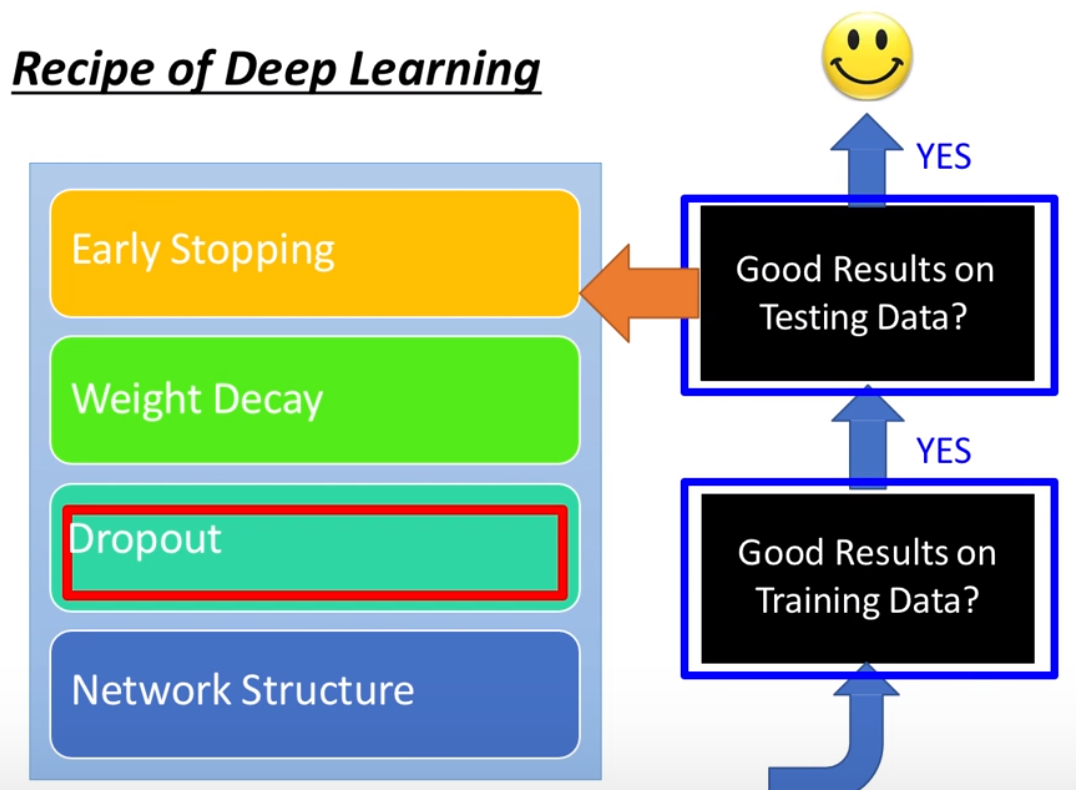 Recipe of Deep Learning
YES
Early Stopping
Good Results on
Testing Data?
Weight Decay
YES
Dropout
Good Results on
Training Data?
Network Structure